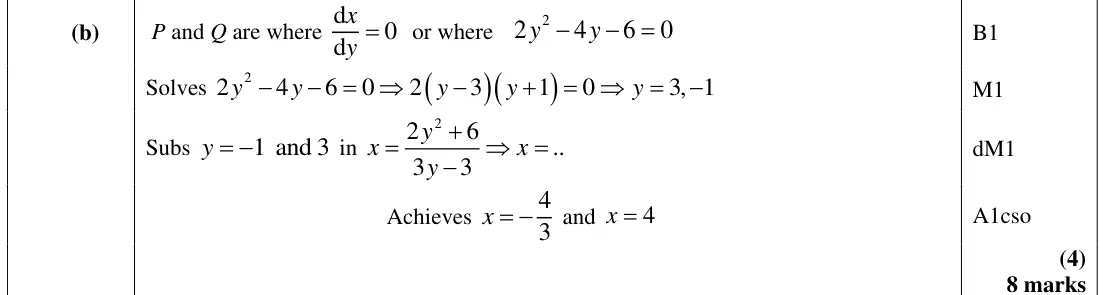 (b) P and Q are where dx/dy = 0 or where 2y² − 4y − 6 = 0 B1
Solves 2y² − 4y − 6 = 0 ⇒ 2(y − 3)(y + 1) = 0 ⇒ y = 3, −1 M1
Subs y = −1 and 3 in x = (2y² + 6)/(3y − 3) ⇒ x = .. dM1
Achieves x = −4/3 and x = 4 A1cso
(4)
8 marks